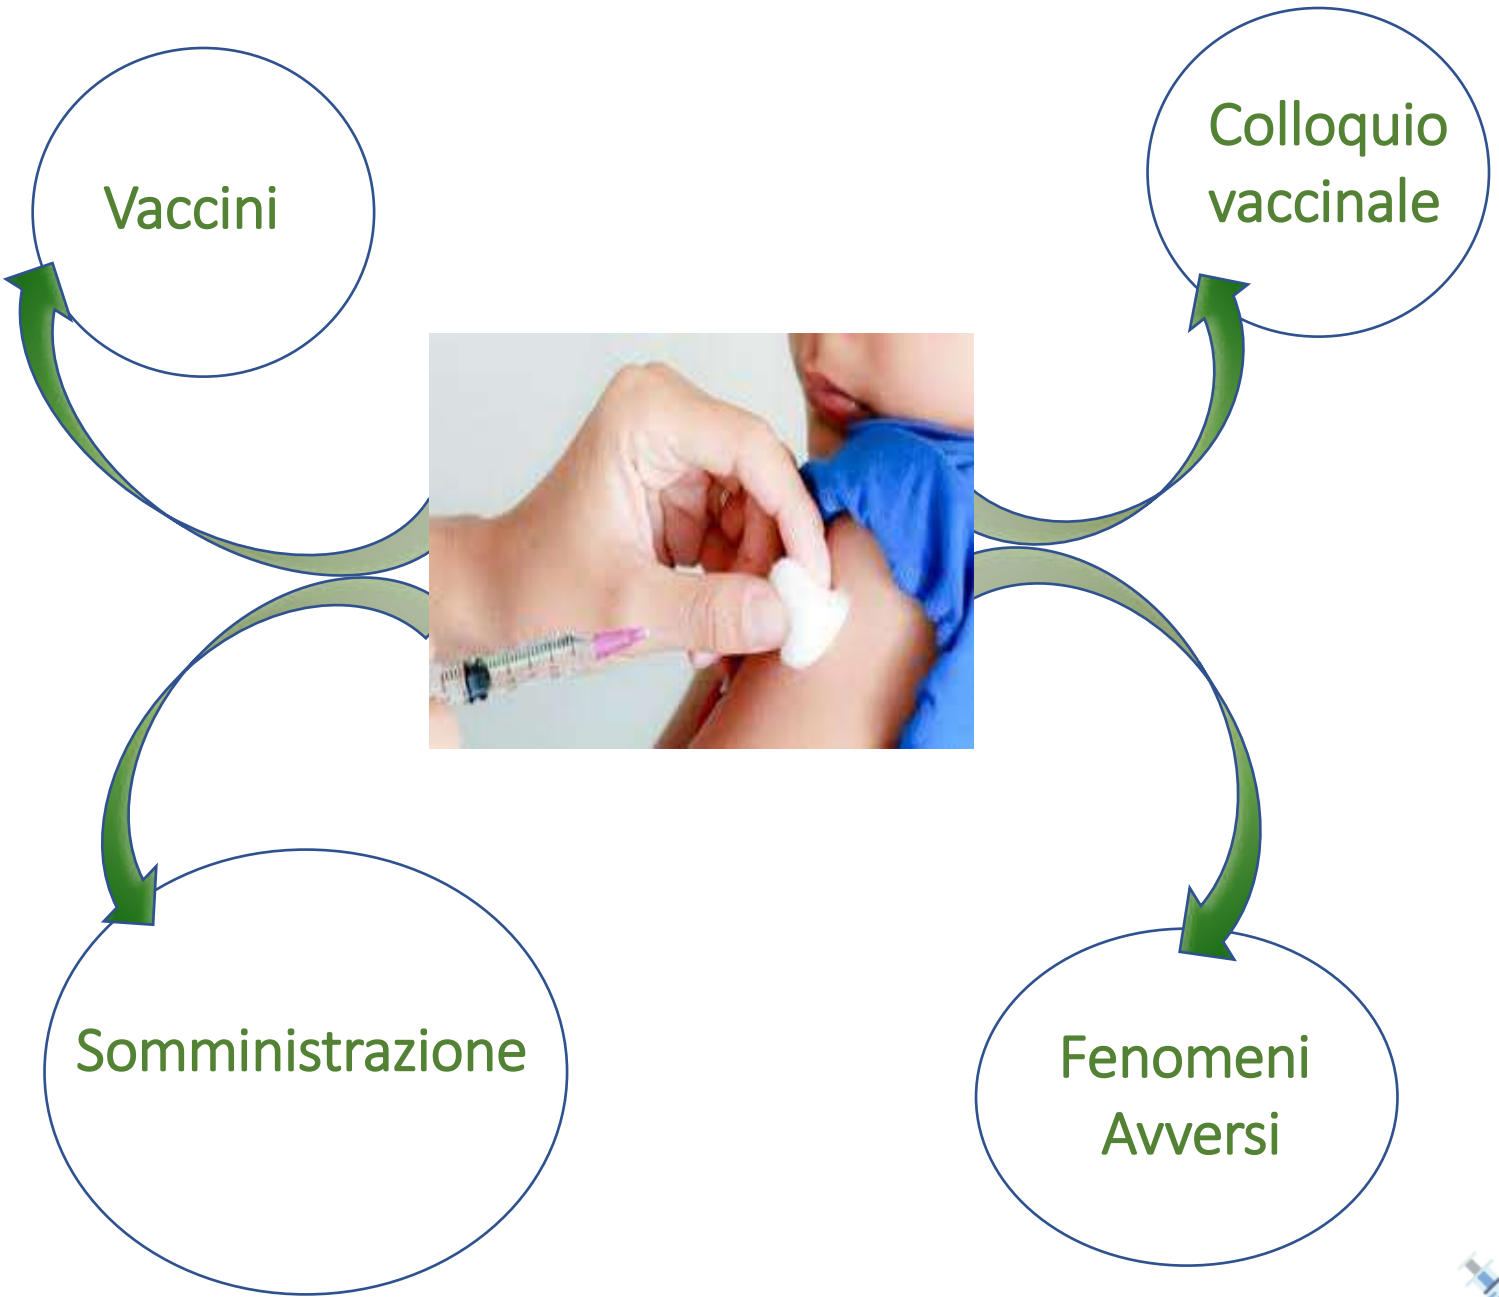 Vaccini
Colloquio
vaccinale
Somministrazione
Fenomeni
Avversi